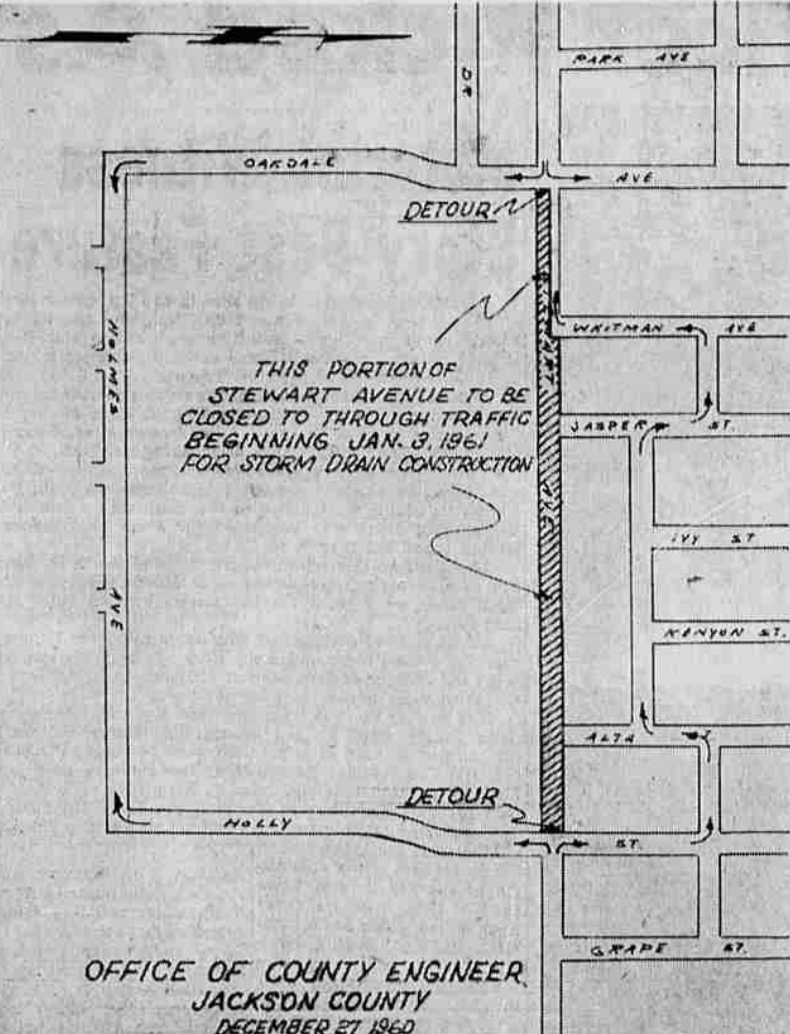 PARK AVE
DR
OAKDALE
AVE
DETOUR
WHITMAN AVE
HOLMES
THIS PORTION OF
STEWART AVENUE TO BE
CLOSED TO THROUGH TRAFFIC
BEGINNING JAN. 3, 1961
FOR STORM DRAIN CONSTRUCTION
JASPER ST.
AVE
IVY ST
AVE
KENYON ST.
ALTA
DETOUR
HOLLY
ST.
GRAPE ST.
OFFICE OF COUNTY ENGINEER
JACKSON COUNTY
DECEMBER 27 1960